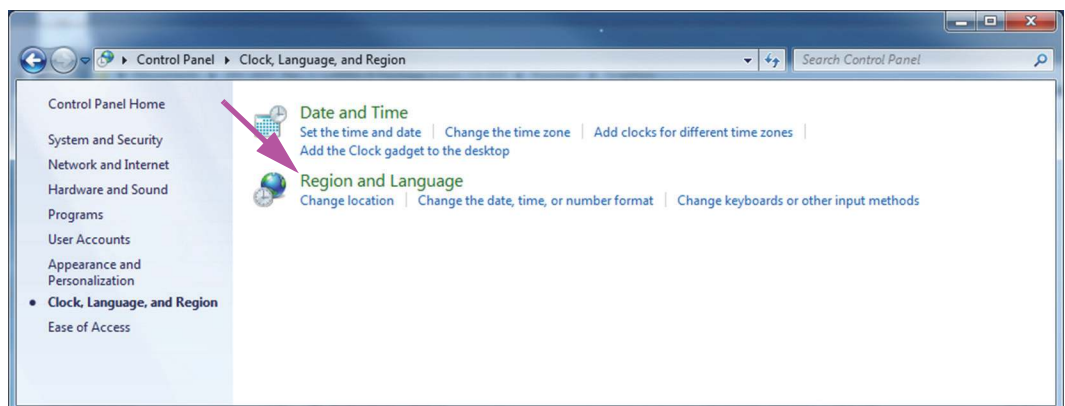 Control Panel ▸ Clock, Language, and Region
Search Control Panel
Control Panel Home
System and Security
Network and Internet
Hardware and Sound
Programs
User Accounts
Appearance and
Personalization
• Clock, Language, and Region
Ease of Access
Date and Time
Set the time and date | Change the time zone | Add clocks for different time zones |
Add the Clock gadget to the desktop
Region and Language
Change location | Change the date, time, or number format | Change keyboards or other input methods